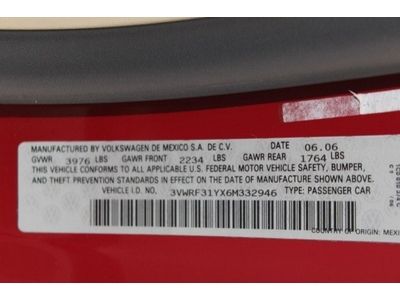 MANUFACTURED BY VOLKSWAGEN DE MEXICO S.A. DE C.V. DATE 06.06
GVWR 3976 LBS GAWR FRONT 2234 LBS GAWR REAR 1764 LBS
THIS VEHICLE CONFORMS TO ALL APPLICABLE U.S. FEDERAL MOTOR VEHICLE SAFETY, BUMPER,
AND THEFT PREVENTION STANDARDS IN EFFECT ON THE DATE OF MANUFACTURE SHOWN ABOVE.
VEHICLE I.D. NO.: 3VWRF31YX6M332946 TYPE: PASSENGER CAR
COUNTRY OF ORIGIN: MEXI